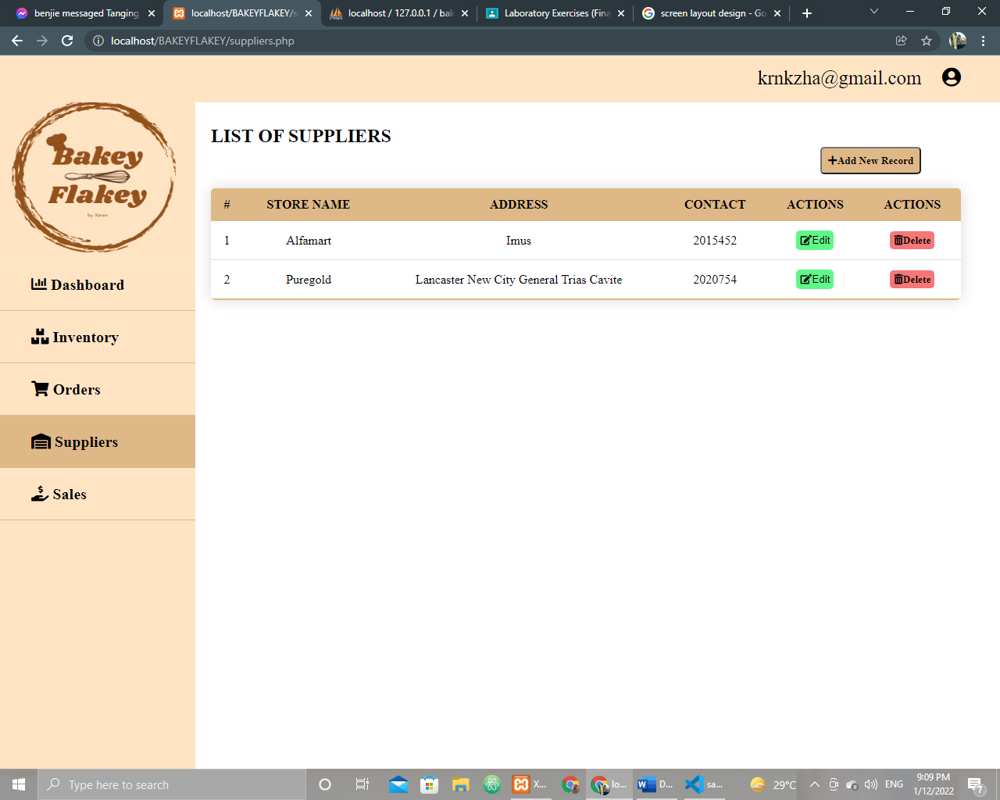 benjie messaged Tanging
localhost/BAKEYFLAKEY/su
localhost / 127.0.0.1 / bak
Laboratory Exercises (Fina
screen layout design - Go
localhost/BAKEYFLAKEY/suppliers.php
krnkzha@gmail.com
Bakey
Flakey
by: Keren
LIST OF SUPPLIERS
Add New Record
# STORE NAME ADDRESS CONTACT ACTIONS ACTIONS
1 Alfamart Imus 2015452 Edit Delete
2 Puregold Lancaster New City General Trias Cavite 2020754 Edit Delete
Dashboard
Inventory
Orders
Suppliers
Sales
Type here to search
X...
lo...
D...
sa...
29°C
ENG
9:09 PM
1/12/2022
7